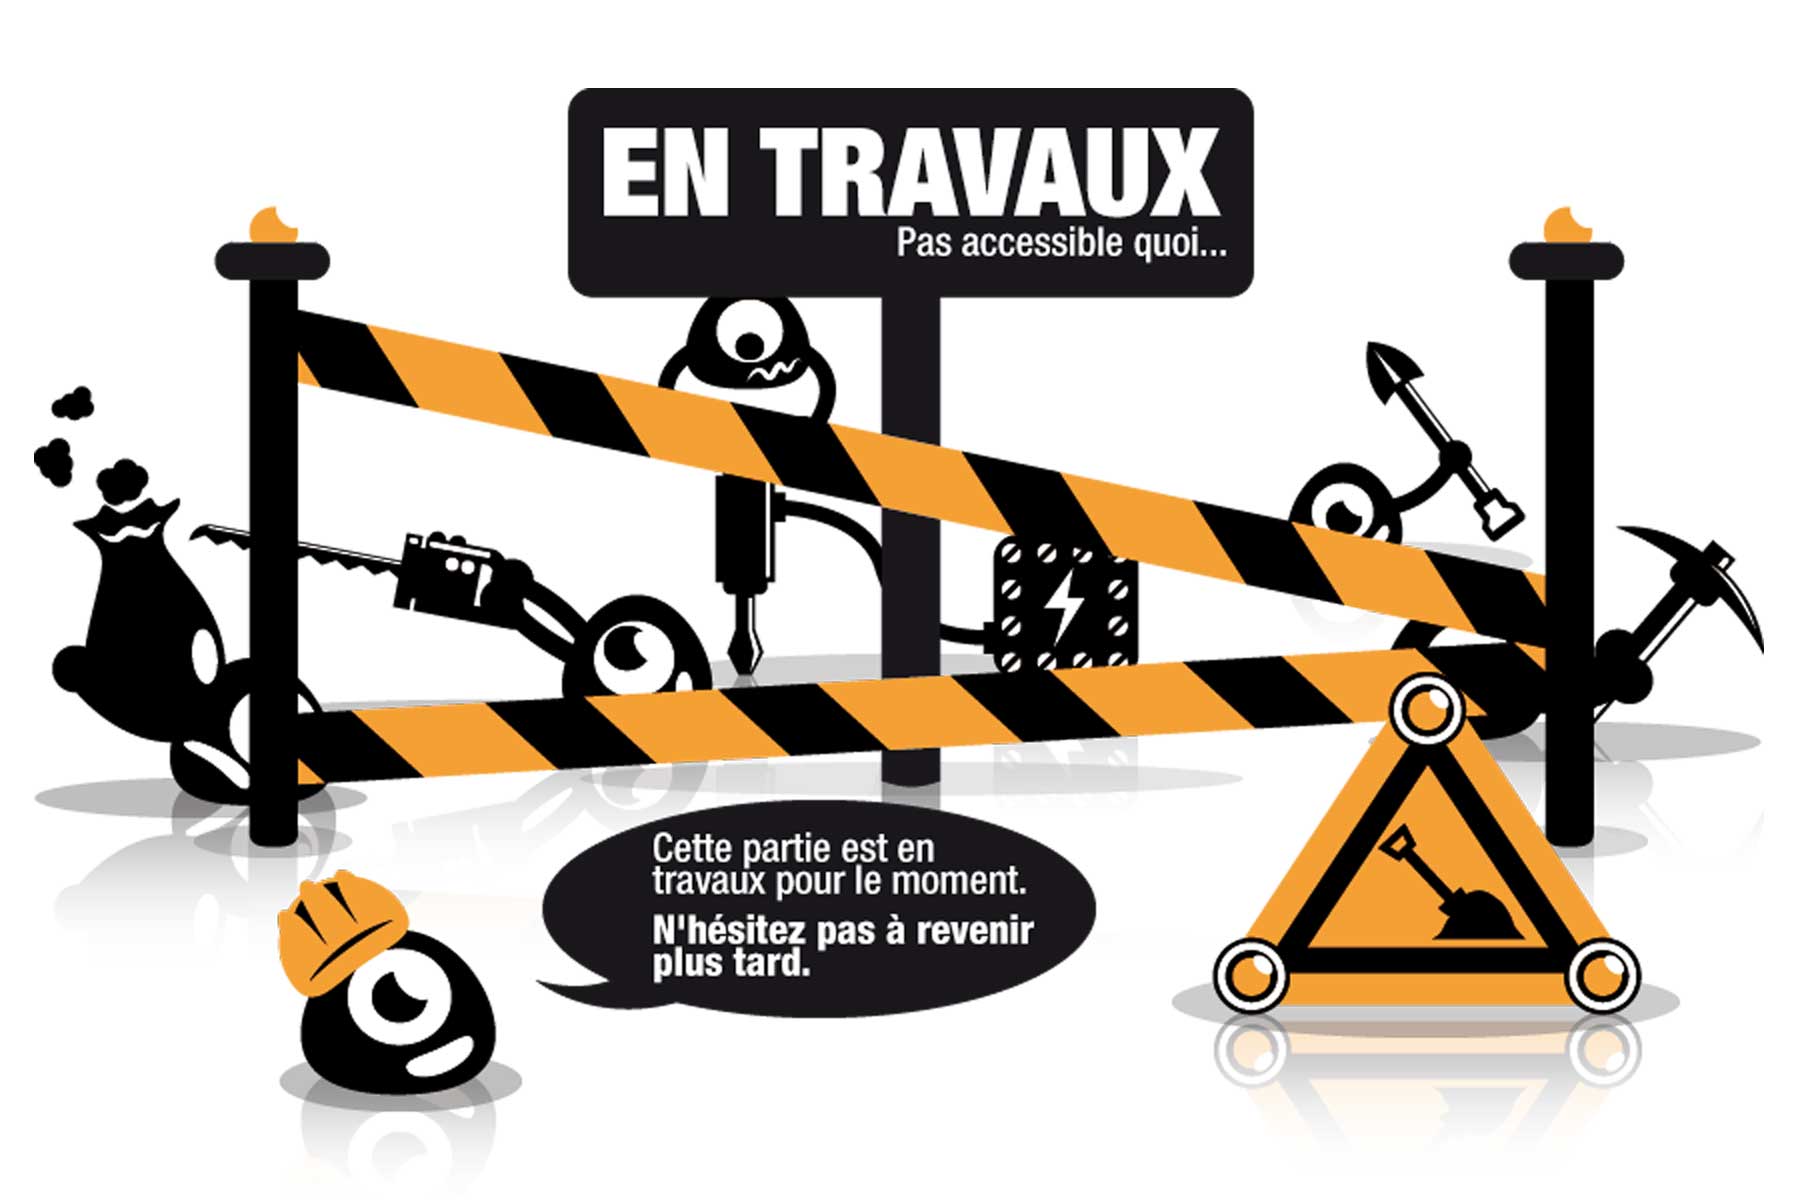 EN TRAVAUX
Pas accessible quoi...
Cette partie est en
travaux pour le moment.
N'hésitez pas à revenir
plus tard.